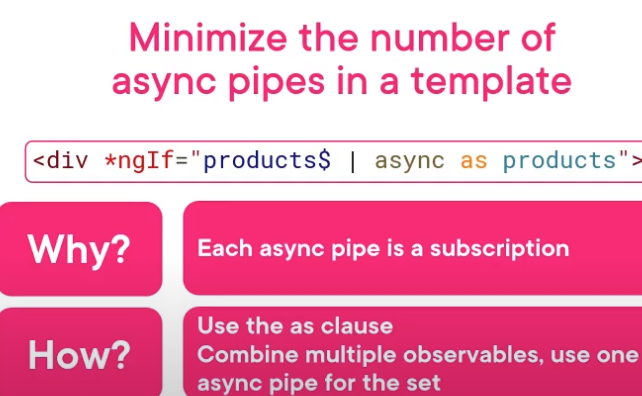 Minimize the number of
async pipes in a template
<div *ngIf="products$ | async as products">
Why?
Each async pipe is a subscription
How?
Use the as clause
Combine multiple observables, use one
async pipe for the set